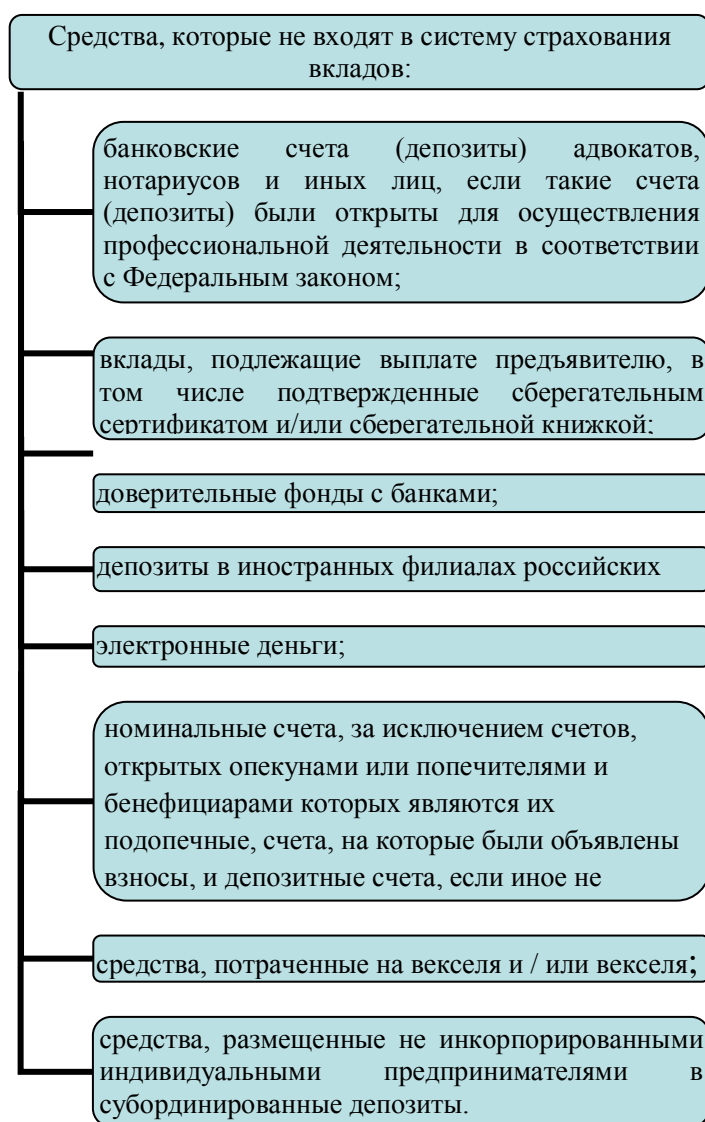 Средства, которые не входят в систему страхования
вкладов:
банковские счета (депозиты) адвокатов,
нотариусов и иных лиц, если такие счета
(депозиты) были открыты для осуществления
профессиональной деятельности в соответствии
с Федеральным законом;
вклады, подлежащие выплате предъявителю, в
том числе подтвержденные сберегательным
сертификатом и/или сберегательной книжкой;
доверительные фонды с банками;
депозиты в иностранных филиалах российских
электронные деньги;
номинальные счета, за исключением счетов,
открытых опекунами или попечителями и
бенефициарами которых являются их
подопечные, счета, на которые были объявлены
взносы, и депозитные счета, если иное не
средства, потраченные на векселя и / или векселя;
средства, размещенные не инкорпорированными
индивидуальными предпринимателями в
субординированные депозиты.